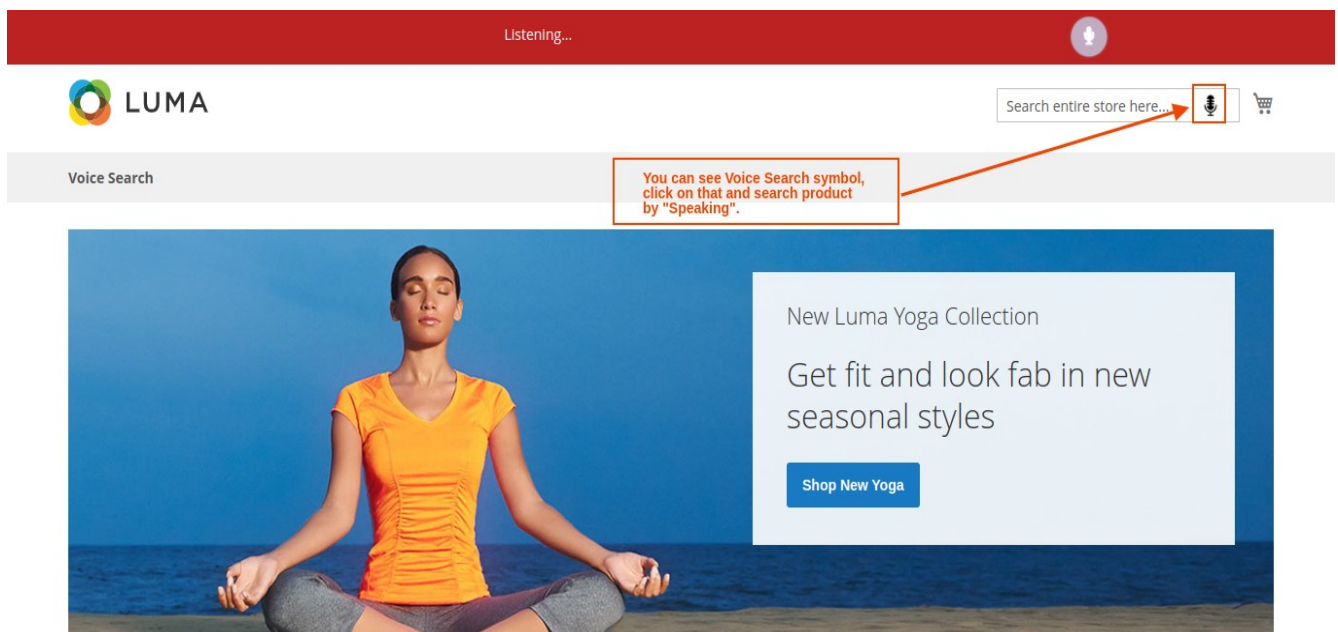 Listening...
LUMA
Search entire store here...
Voice Search
You can see Voice Search symbol,
click on that and search product
by "Speaking".
New Luma Yoga Collection
Get fit and look fab in new
seasonal styles
Shop New Yoga